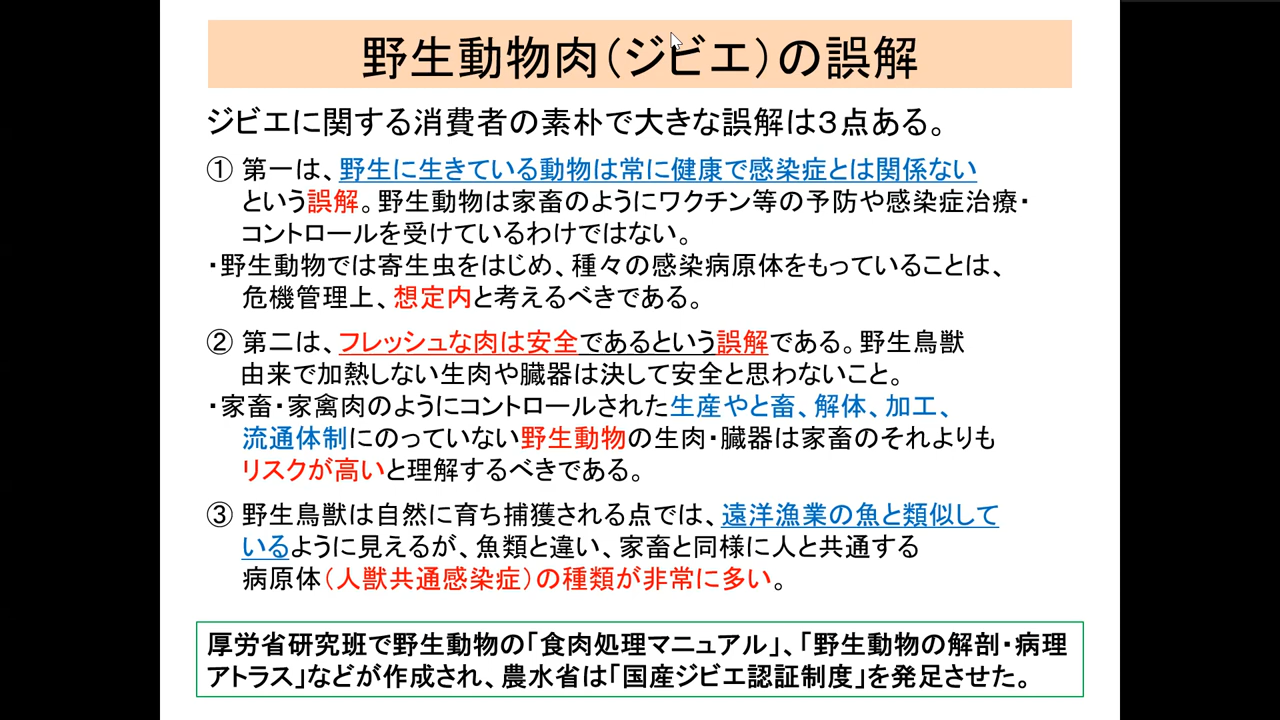 野生動物肉（ジビエ）の誤解
ジビエに関する消費者の素朴で大きな誤解は３点ある。
① 第一は、野生に生きている動物は常に健康で感染症とは関係ない
という誤解。野生動物は家畜のようにワクチン等の予防や感染症治療・
コントロールを受けているわけではない。
・野生動物では寄生虫をはじめ、種々の感染病原体をもっていることは、
危機管理上、想定内と考えるべきである。
② 第二は、フレッシュな肉は安全であるという誤解である。野生鳥獣
由来で加熱しない生肉や臓器は決して安全と思わないこと。
・家畜・家禽肉のようにコントロールされた生産やと畜、解体、加工、
流通体制にのっていない野生動物の生肉・臓器は家畜のそれよりも
リスクが高いと理解するべきである。
③ 野生鳥獣は自然に育ち捕獲される点では、遠洋漁業の魚と類似して
いるように見えるが、魚類と違い、家畜と同様に人と共通する
病原体（人獣共通感染症）の種類が非常に多い。
厚労省研究班で野生動物の「食肉処理マニュアル」、「野生動物の解剖・病理
アトラス」などが作成され、農水省は「国産ジビエ認証制度」を発足させた。